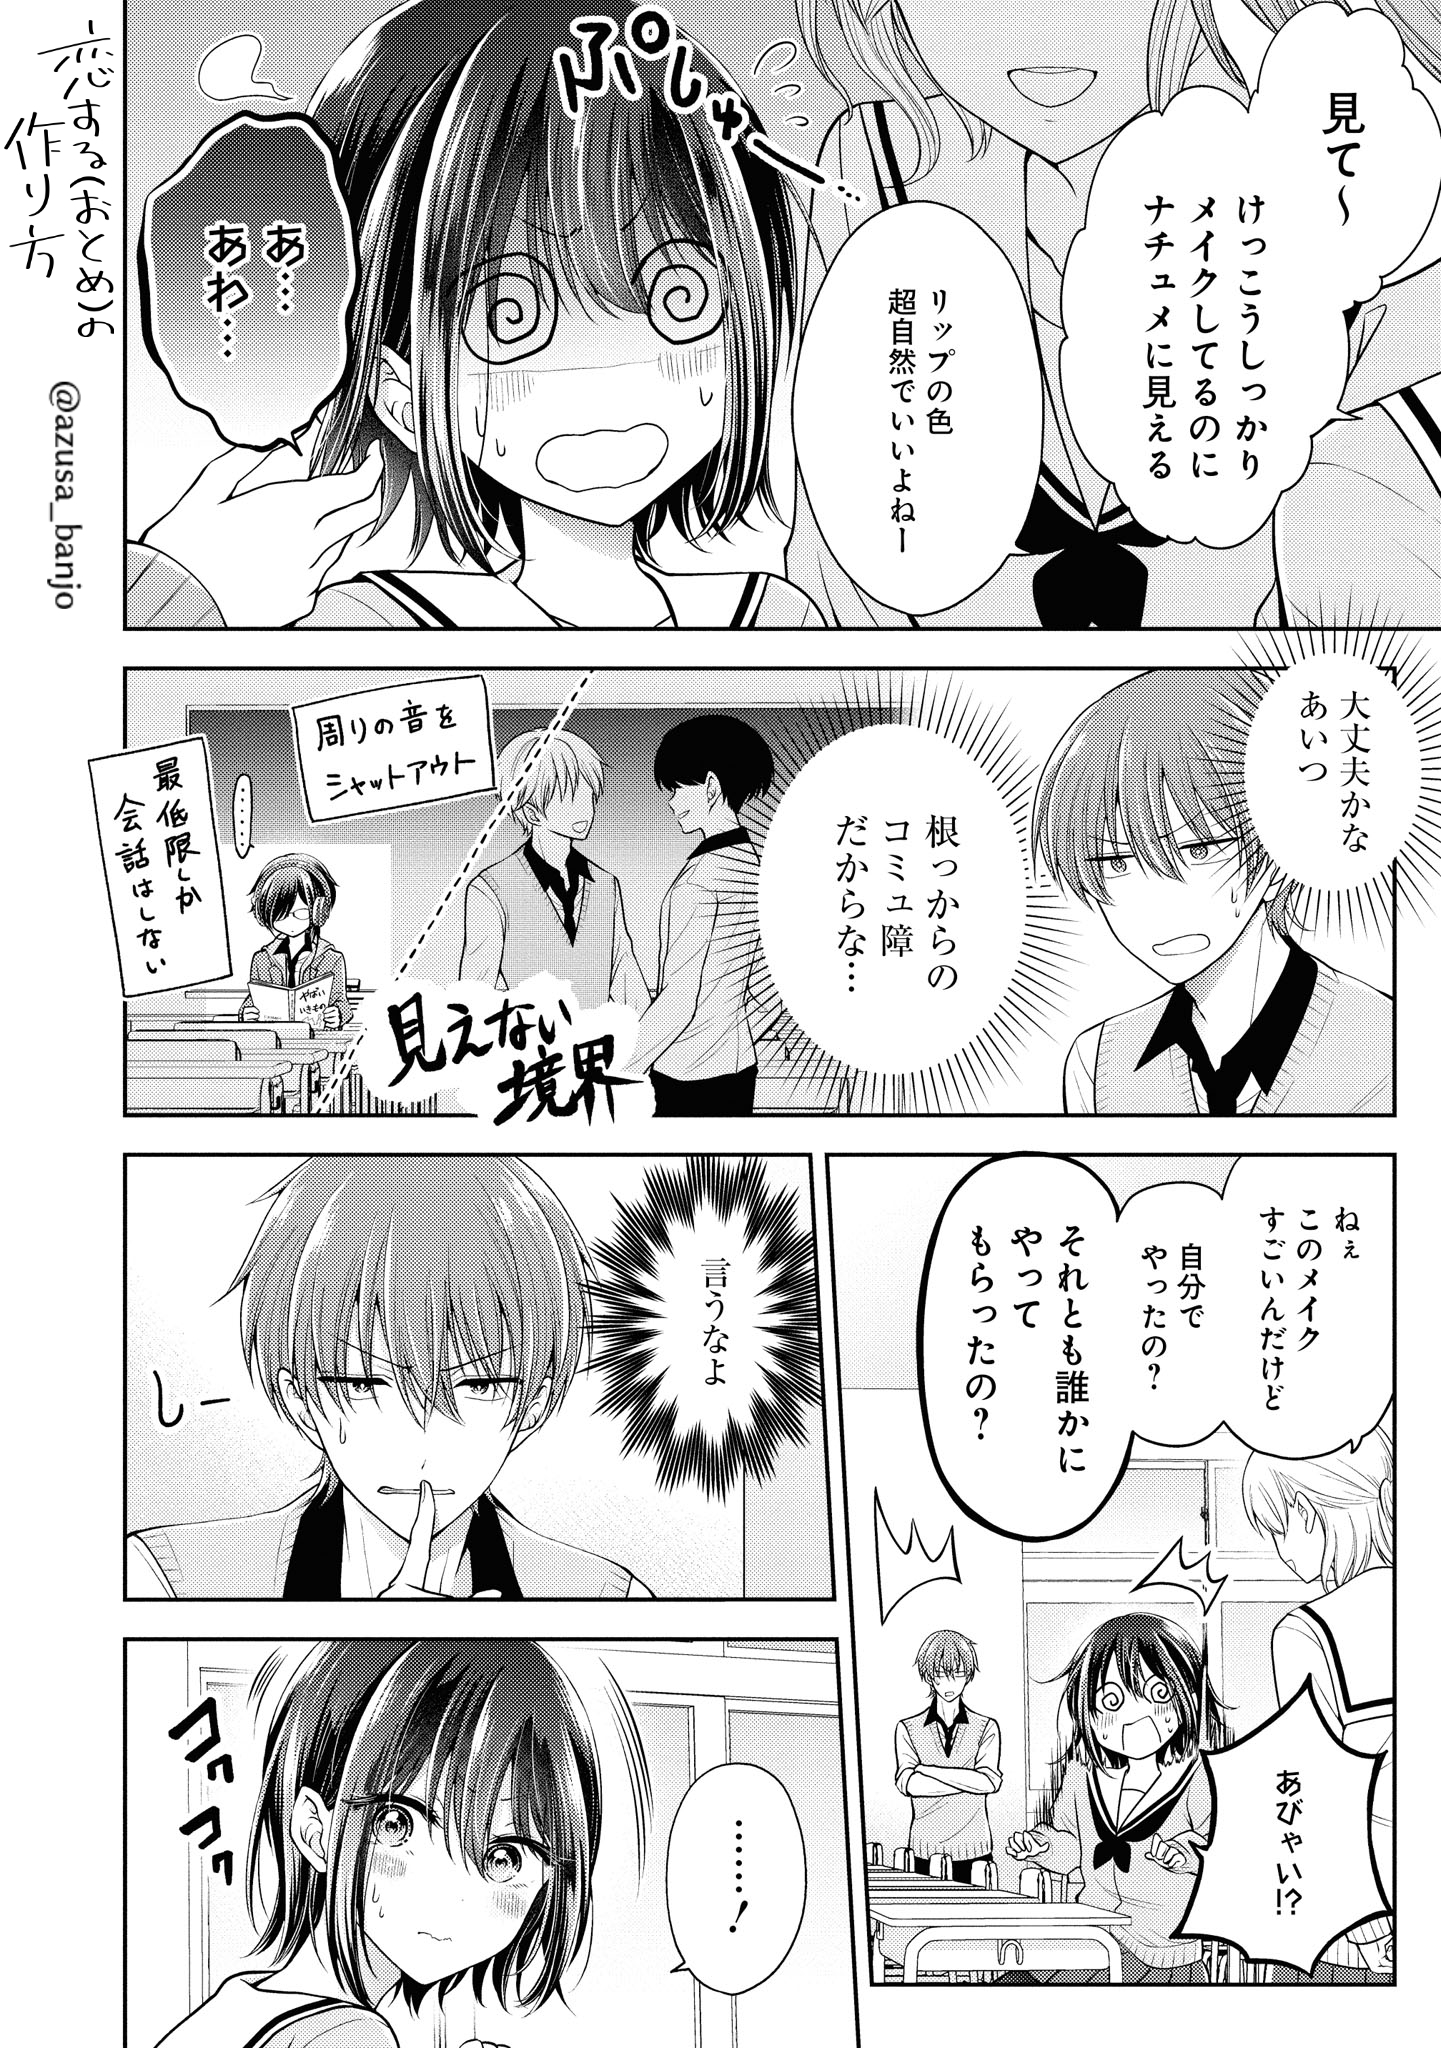 見て～
けっこうしっかり
メイクしてるのに
ナチュメに見える
リップの色
超自然でいいよねー
ぷしゅー…
あ…
あわ…
恋する(おとめ)の
作り方
@azusa_banjo
大丈夫かな
あいつ
根っからの
コミュ障
だからな…
周りの音を
シャットアウト
………
最低限しか
会話はしない
やばい
いきもの
見えない
境界
ねぇ
このメイク
すごいんだけど
自分で
やったの?
それとも誰かに
やって
もらったの?
あびゃい!?
言うなよ
しー
……!
コクコク